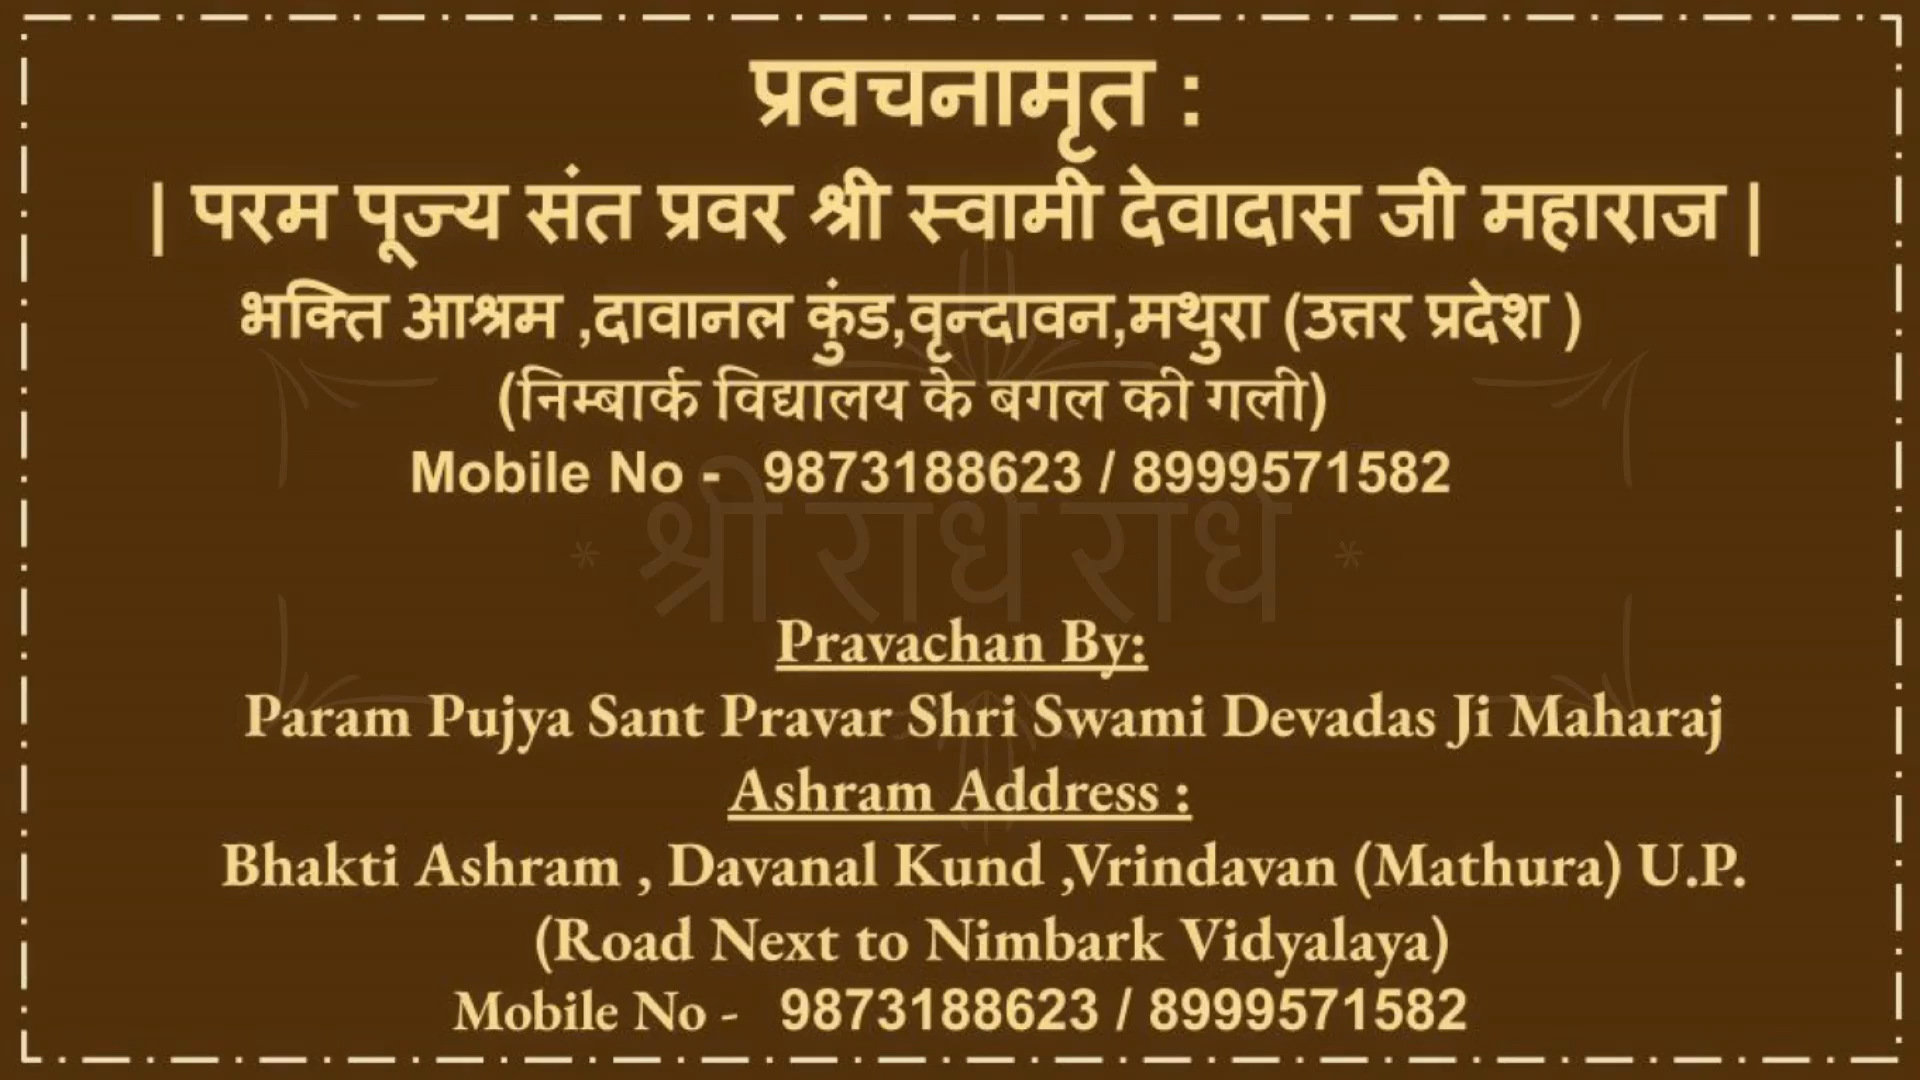 प्रवचनामृत :
| परम पूज्य संत प्रवर श्री स्वामी देवादास जी महाराज |
भक्ति आश्रम ,दावानल कुंड,वृन्दावन,मथुरा (उत्तर प्रदेश )
(निम्बार्क विद्यालय के बगल की गली)
Mobile No - 9873188623 / 8999571582
* श्री राधे राधे *
Pravachan By:
Param Pujya Sant Pravar Shri Swami Devadas Ji Maharaj
Ashram Address :
Bhakti Ashram , Davanal Kund ,Vrindavan (Mathura) U.P.
(Road Next to Nimbark Vidyalaya)
Mobile No - 9873188623 / 8999571582